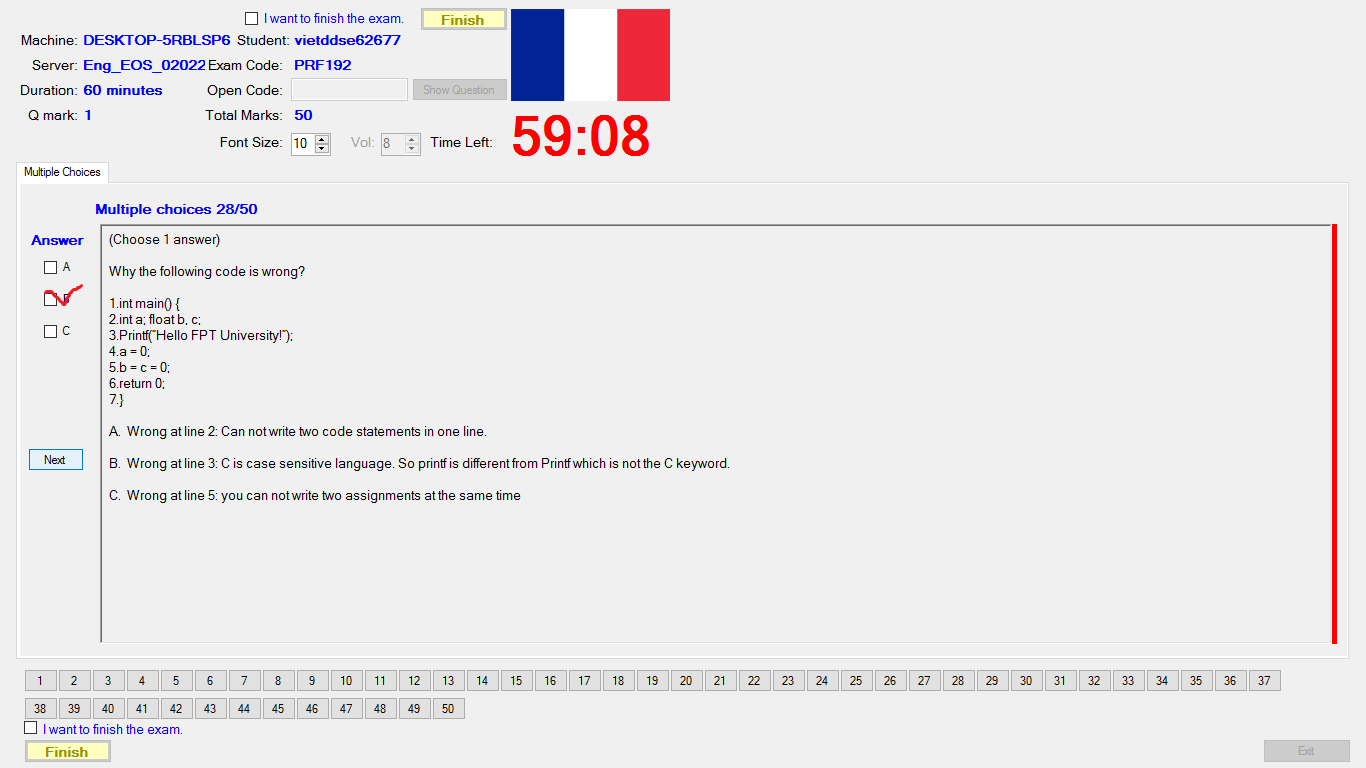 I want to finish the exam. Finish
Machine: DESKTOP-5RBLSP6 Student: vietddse62677
Server: Eng_EOS_02022 Exam Code: PRF192
Duration: 60 minutes Open Code: Show Question
Q mark: 1 Total Marks: 50
Font Size: 10 Vol: 8 Time Left: 59:08
Multiple Choices
Multiple choices 28/50
Answer
A
B
C
Next
(Choose 1 answer)
Why the following code is wrong?
1.int main() {
2.int a; float b, c;
3.Printf("Hello FPT University!");
4.a = 0;
5.b = c = 0;
6.return 0;
7.}
A. Wrong at line 2: Can not write two code statements in one line.
B. Wrong at line 3: C is case sensitive language. So printf is different from Printf which is not the C keyword.
C. Wrong at line 5: you can not write two assignments at the same time
1 2 3 4 5 6 7 8 9 10 11 12 13 14 15 16 17 18 19 20 21 22 23 24 25 26 27 28 29 30 31 32 33 34 35 36 37
38 39 40 41 42 43 44 45 46 47 48 49 50
I want to finish the exam.
Finish Exit